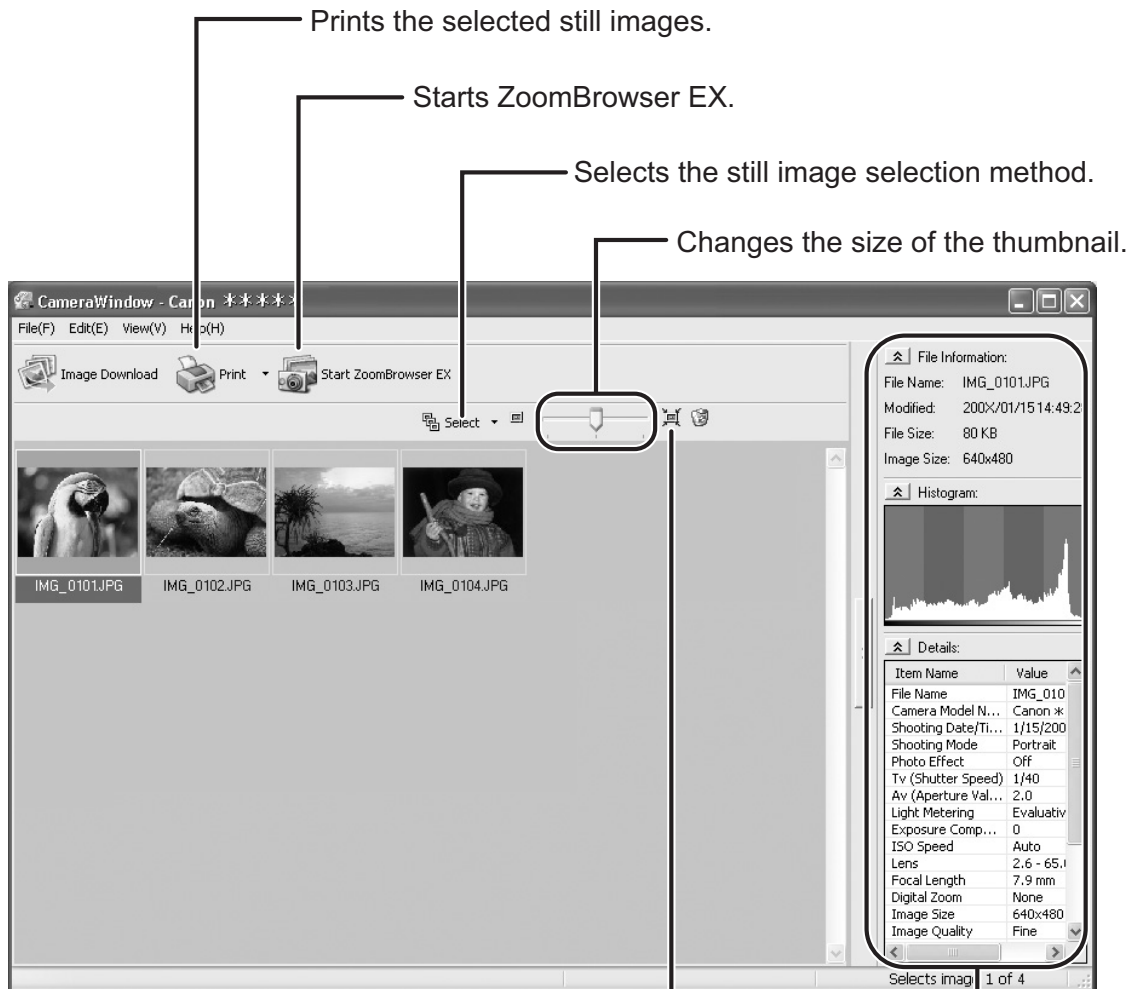 Prints the selected still images.
Starts ZoomBrowser EX.
Selects the still image selection method.
Changes the size of the thumbnail.
CameraWindow - Canon *****
File(F) Edit(E) View(V) Help(H)
Image Download Print Start ZoomBrowser EX
Select
IMG_0101.JPG IMG_0102.JPG IMG_0103.JPG IMG_0104.JPG
File Information:
File Name: IMG_0101.JPG
Modified: 200X/01/15 14:49:2
File Size: 80 KB
Image Size: 640x480
Histogram:
Details:
Item Name Value
File Name IMG_010
Camera Model N... Canon *
Shooting Date/Ti... 1/15/200
Shooting Mode Portrait
Photo Effect Off
Tv (Shutter Speed) 1/40
Av (Aperture Val... 2.0
Light Metering Evaluativ
Exposure Comp... 0
ISO Speed Auto
Lens 2.6 - 65.
Focal Length 7.9 mm
Digital Zoom None
Image Size 640x480
Image Quality Fine
Selects image 1 of 4